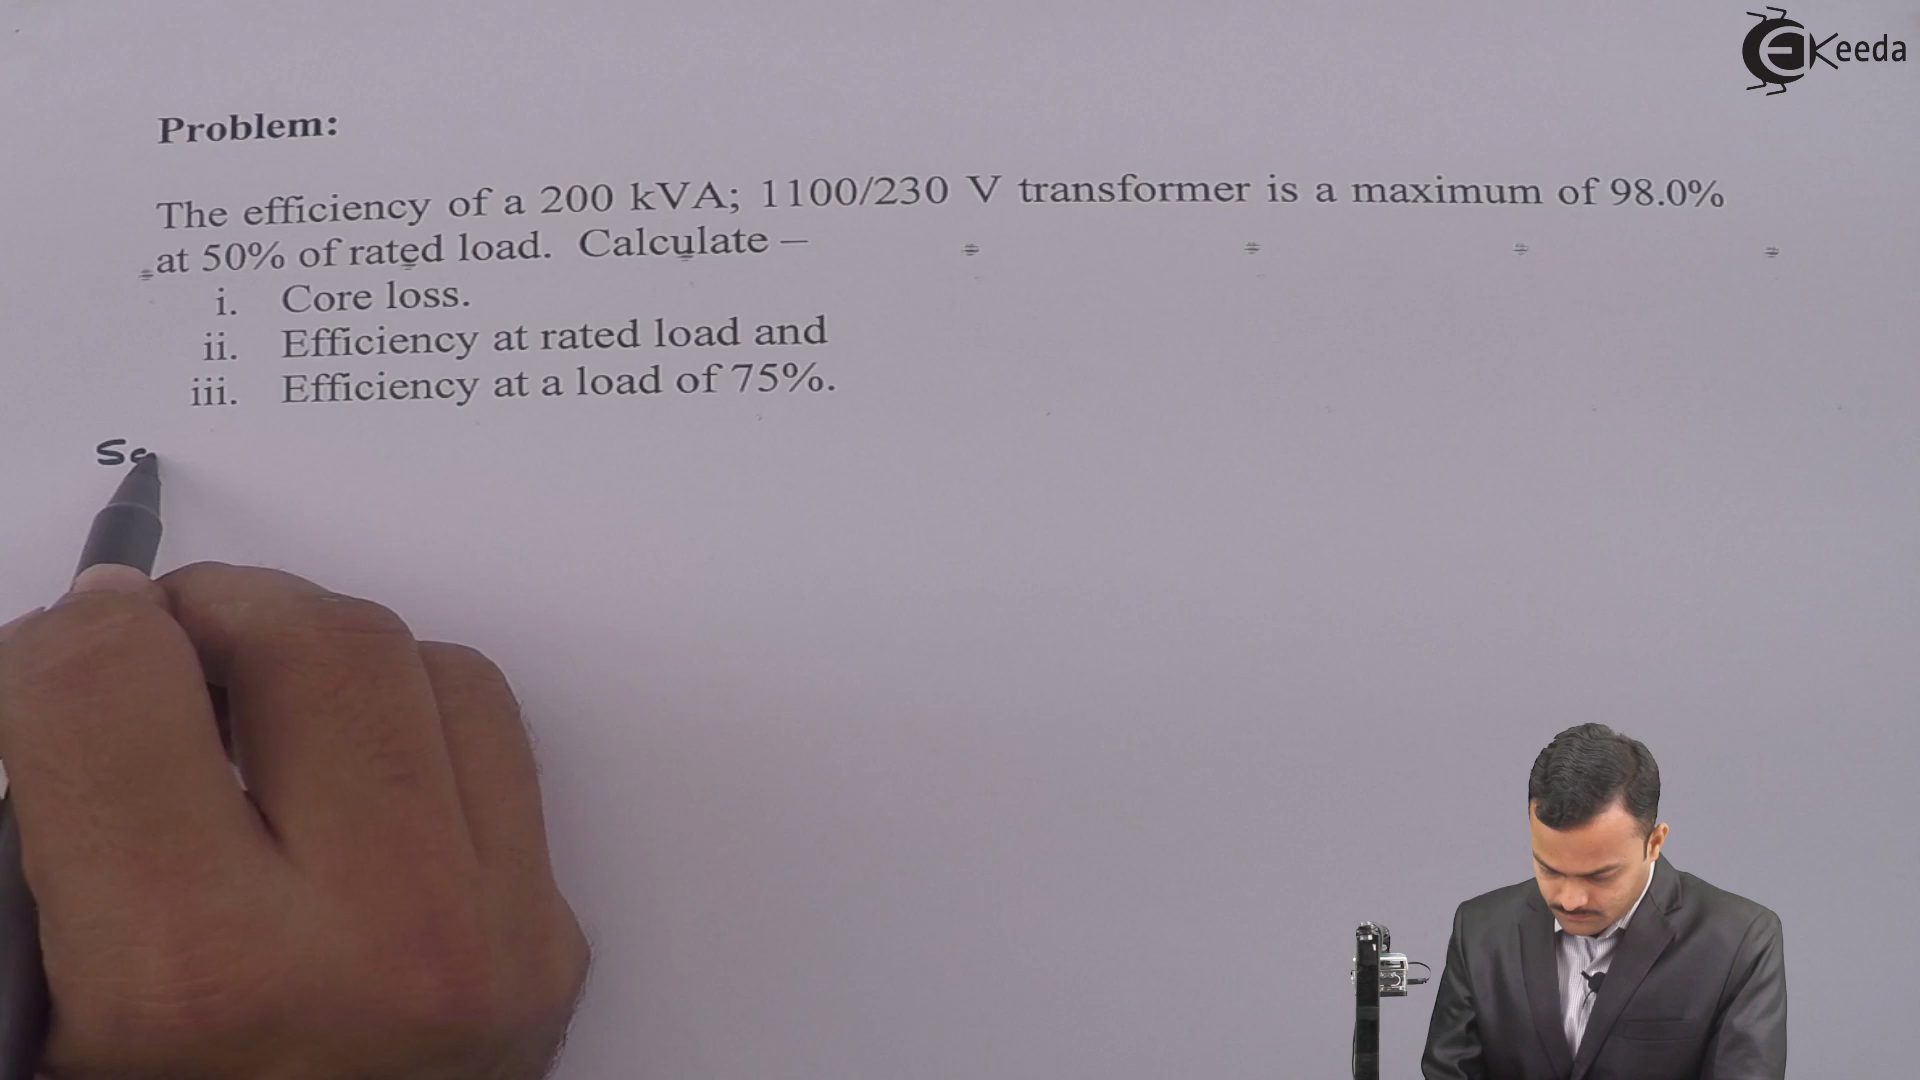 Keeda
Problem:
The efficiency of a 200 kVA; 1100/230 V transformer is a maximum of 98.0%
at 50% of rated load. Calculate –
i. Core loss.
ii. Efficiency at rated load and
iii. Efficiency at a load of 75%.
So